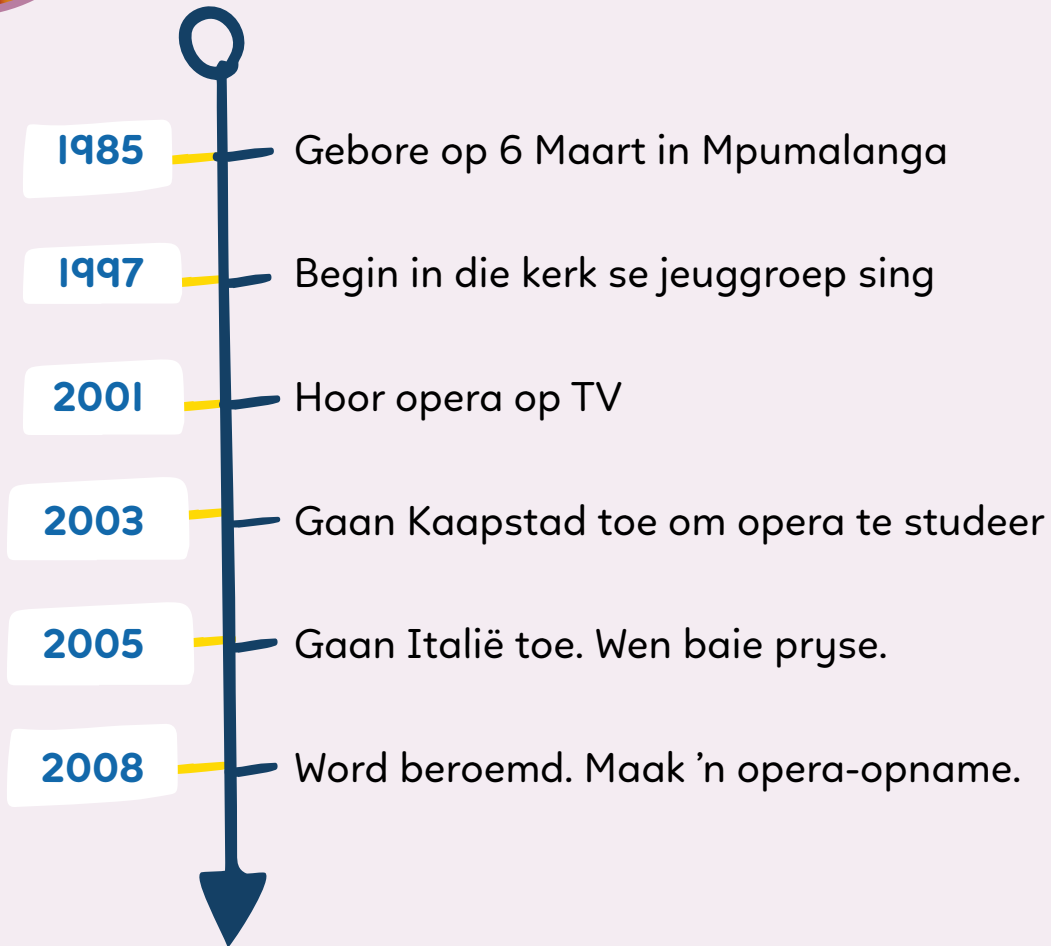 1985 Gebore op 6 Maart in Mpumalanga
1997 Begin in die kerk se jeuggroep sing
2001 Hoor opera op TV
2003 Gaan Kaapstad toe om opera te studeer
2005 Gaan Italië toe. Wen baie pryse.
2008 Word beroemd. Maak ’n opera-opname.